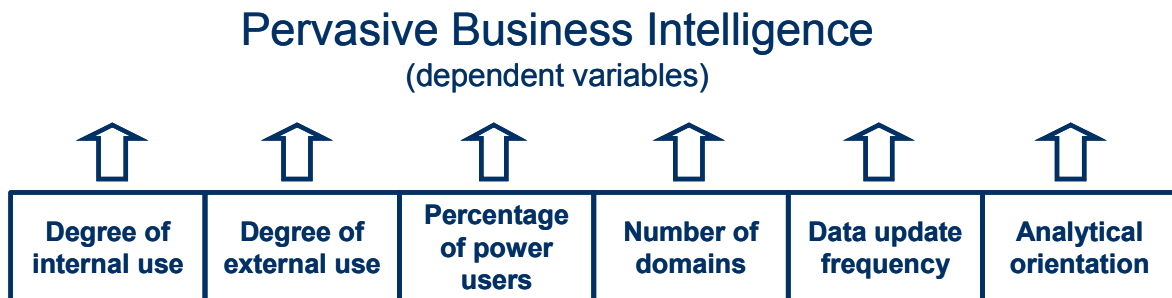 Pervasive Business Intelligence
(dependent variables)
Degree of
internal use
Degree of
external use
Percentage
of power
users
Number of
domains
Data update
frequency
Analytical
orientation